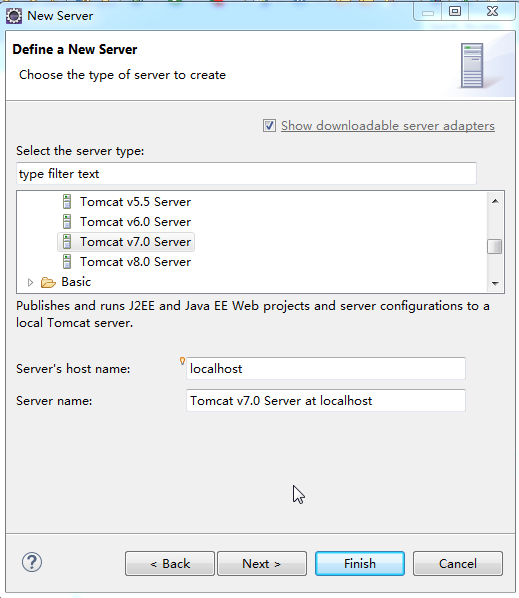 New Server
Define a New Server
Choose the type of server to create
Show downloadable server adapters
Select the server type:
type filter text
Tomcat v5.5 Server
Tomcat v6.0 Server
Tomcat v7.0 Server
Tomcat v8.0 Server
Basic
Publishes and runs J2EE and Java EE Web projects and server configurations to a
local Tomcat server.
Server's host name:
localhost
Server name:
Tomcat v7.0 Server at localhost
?
< Back
Next >
Finish
Cancel